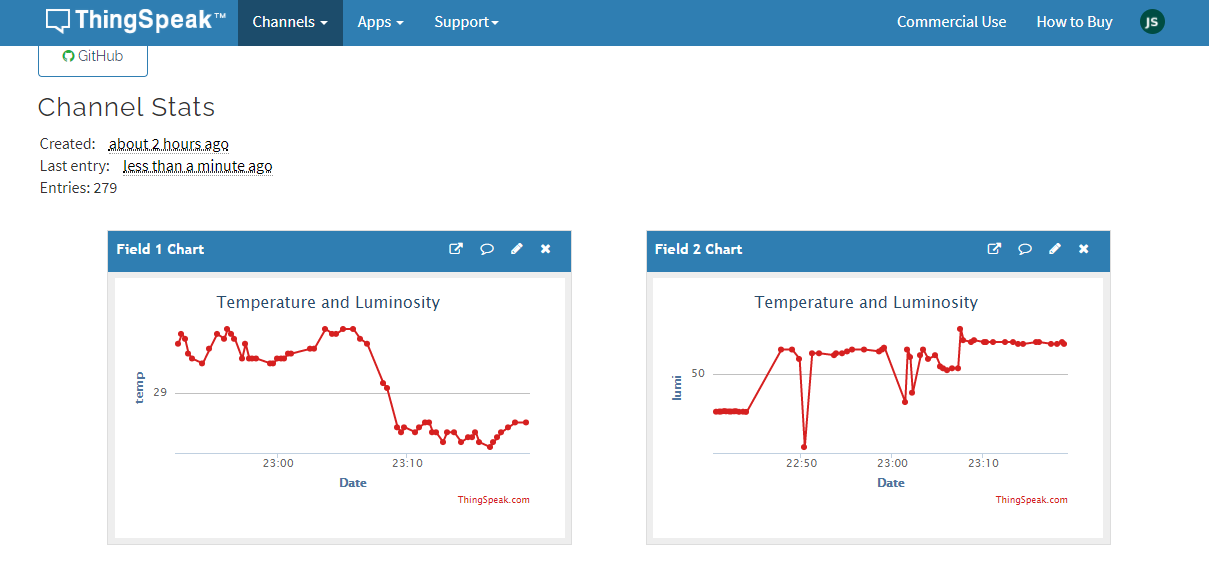 ThingSpeak™ Channels Apps Support Commercial Use How to Buy JS
GitHub
Channel Stats
Created: about 2 hours ago
Last entry: less than a minute ago
Entries: 279
Field 1 Chart
Temperature and Luminosity
temp
29
23:00 23:10
Date
ThingSpeak.com
Field 2 Chart
Temperature and Luminosity
lumi
50
22:50 23:00 23:10
Date
ThingSpeak.com